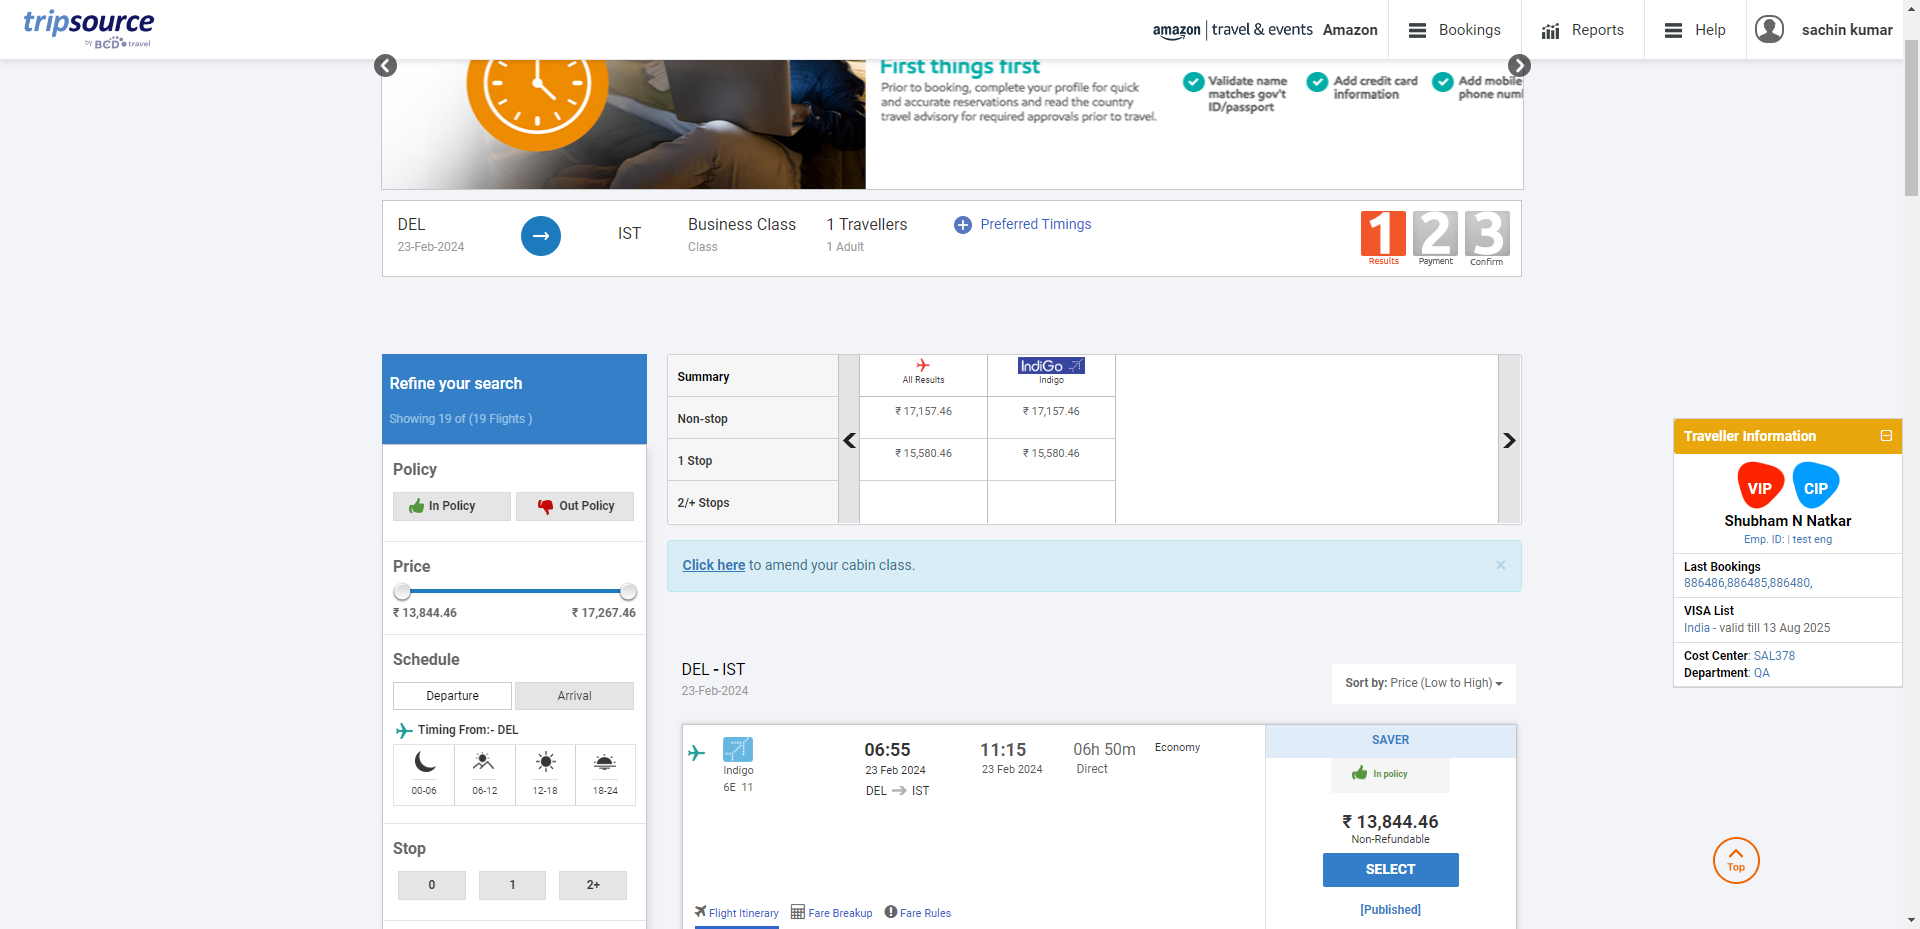 tripsource
by BCD travel
amazon | travel & events Amazon
Bookings
Reports
Help
sachin kumar
First things first
Prior to booking, complete your profile for quick
and accurate reservations and read the country
travel advisory for required approvals prior to travel.
Validate name
matches gov't
ID/passport
Add credit card
information
Add mobile
phone num
DEL
23-Feb-2024
IST
Business Class
Class
1 Travellers
1 Adult
Preferred Timings
1 2 3
Results Payment Confirm
Refine your search
Showing 19 of (19 Flights )
Policy
In Policy Out Policy
Price
₹ 13,844.46 ₹ 17,267.46
Schedule
Departure Arrival
Timing From:- DEL
00-06 06-12 12-18 18-24
Stop
0 1 2+
Summary All Results IndiGo Indigo
Non-stop ₹ 17,157.46 ₹ 17,157.46
1 Stop ₹ 15,580.46 ₹ 15,580.46
2/+ Stops
Click here to amend your cabin class. ×
DEL - IST
23-Feb-2024
Sort by: Price (Low to High)
Indigo
6E 11
06:55
23 Feb 2024
DEL IST
11:15
23 Feb 2024
06h 50m
Direct
Economy
SAVER
In policy
₹ 13,844.46
Non-Refundable
SELECT
[Published]
Flight Itinerary Fare Breakup Fare Rules
Traveller Information
VIP CIP
Shubham N Natkar
Emp. ID: | test eng
Last Bookings
886486,886485,886480,
VISA List
India - valid till 13 Aug 2025
Cost Center: SAL378
Department: QA
Top